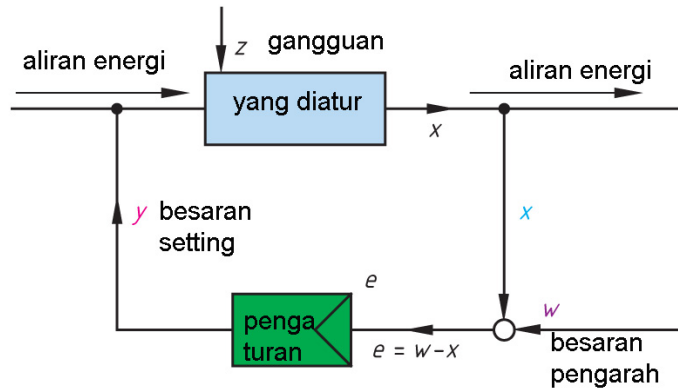 z gangguan
aliran energi
aliran energi
yang diatur
x
y besaran
setting
x
e
w
penga
turan
e = w-x
besaran
pengarah